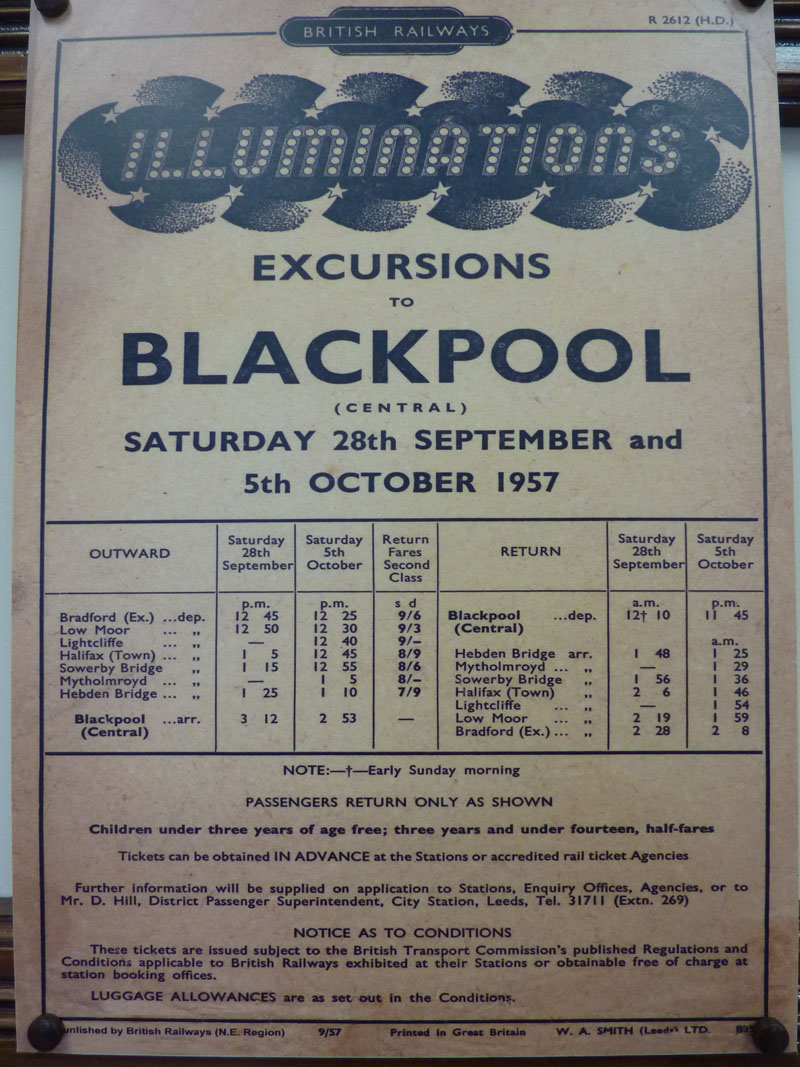 BRITISH RAILWAYS
R 2612 (H.D.)
ILLUMINATIONS
EXCURSIONS
TO
BLACKPOOL
(CENTRAL)
SATURDAY 28th SEPTEMBER and
5th OCTOBER 1957
OUTWARD Saturday 28th September Saturday 5th October Return Fares Second Class RETURN Saturday 28th September Saturday 5th October
p.m. p.m. s d a.m. p.m.
Bradford (Ex.) ...dep. 12 45 12 25 9/6 Blackpool ...dep. 12† 10 11 45
Low Moor ... „ 12 50 12 30 9/3 (Central)
Lightcliffe ... „ — 12 40 9/– a.m.
Halifax (Town) ... „ 1 5 12 45 8/9 Hebden Bridge arr. 1 48 1 25
Sowerby Bridge „ 1 15 12 55 8/6 Mytholmroyd ... „ — 1 29
Mytholmroyd ... „ — 1 5 8/– Sowerby Bridge „ 1 56 1 36
Hebden Bridge ... „ 1 25 1 10 7/9 Halifax (Town) „ 2 6 1 46
Lightcliffe ... „ — 1 54
Blackpool ...arr. 3 12 2 53 — Low Moor ... „ 2 19 1 59
(Central) Bradford (Ex.) ... „ 2 28 2 8
NOTE:—†—Early Sunday morning
PASSENGERS RETURN ONLY AS SHOWN
Children under three years of age free; three years and under fourteen, half-fares
Tickets can be obtained IN ADVANCE at the Stations or accredited rail ticket Agencies
Further information will be supplied on application to Stations, Enquiry Offices, Agencies, or to
Mr. D. Hill, District Passenger Superintendent, City Station, Leeds, Tel. 31711 (Extn. 269)
NOTICE AS TO CONDITIONS
These tickets are issued subject to the British Transport Commission's published Regulations and
Conditions applicable to British Railways exhibited at their Stations or obtainable free of charge at
station booking offices.
LUGGAGE ALLOWANCES are as set out in the Conditions.
by British Railways (N.E. Region) 9/57 Printed in Great Britain W. A. SMITH (Leeds) LTD.